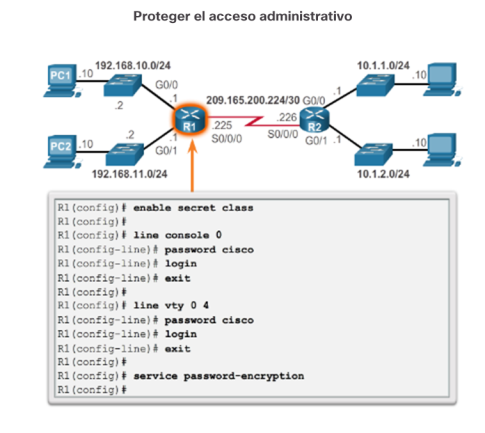 Proteger el acceso administrativo
192.168.10.0/24
10.1.1.0/24
PC1
.10
.10
G0/0
.1
.2
209.165.200.224/30
G0/0
.1
R1
.225
.226
R2
S0/0/0
S0/0/0
G0/1
.1
PC2
.10
.2
.1
G0/1
.10
192.168.11.0/24
10.1.2.0/24
R1(config)# enable secret class
R1(config)#
R1(config)# line console 0
R1(config-line)# password cisco
R1(config-line)# login
R1(config-line)# exit
R1(config)#
R1(config)# line vty 0 4
R1(config-line)# password cisco
R1(config-line)# login
R1(config-line)# exit
R1(config)#
R1(config)# service password-encryption
R1(config)#